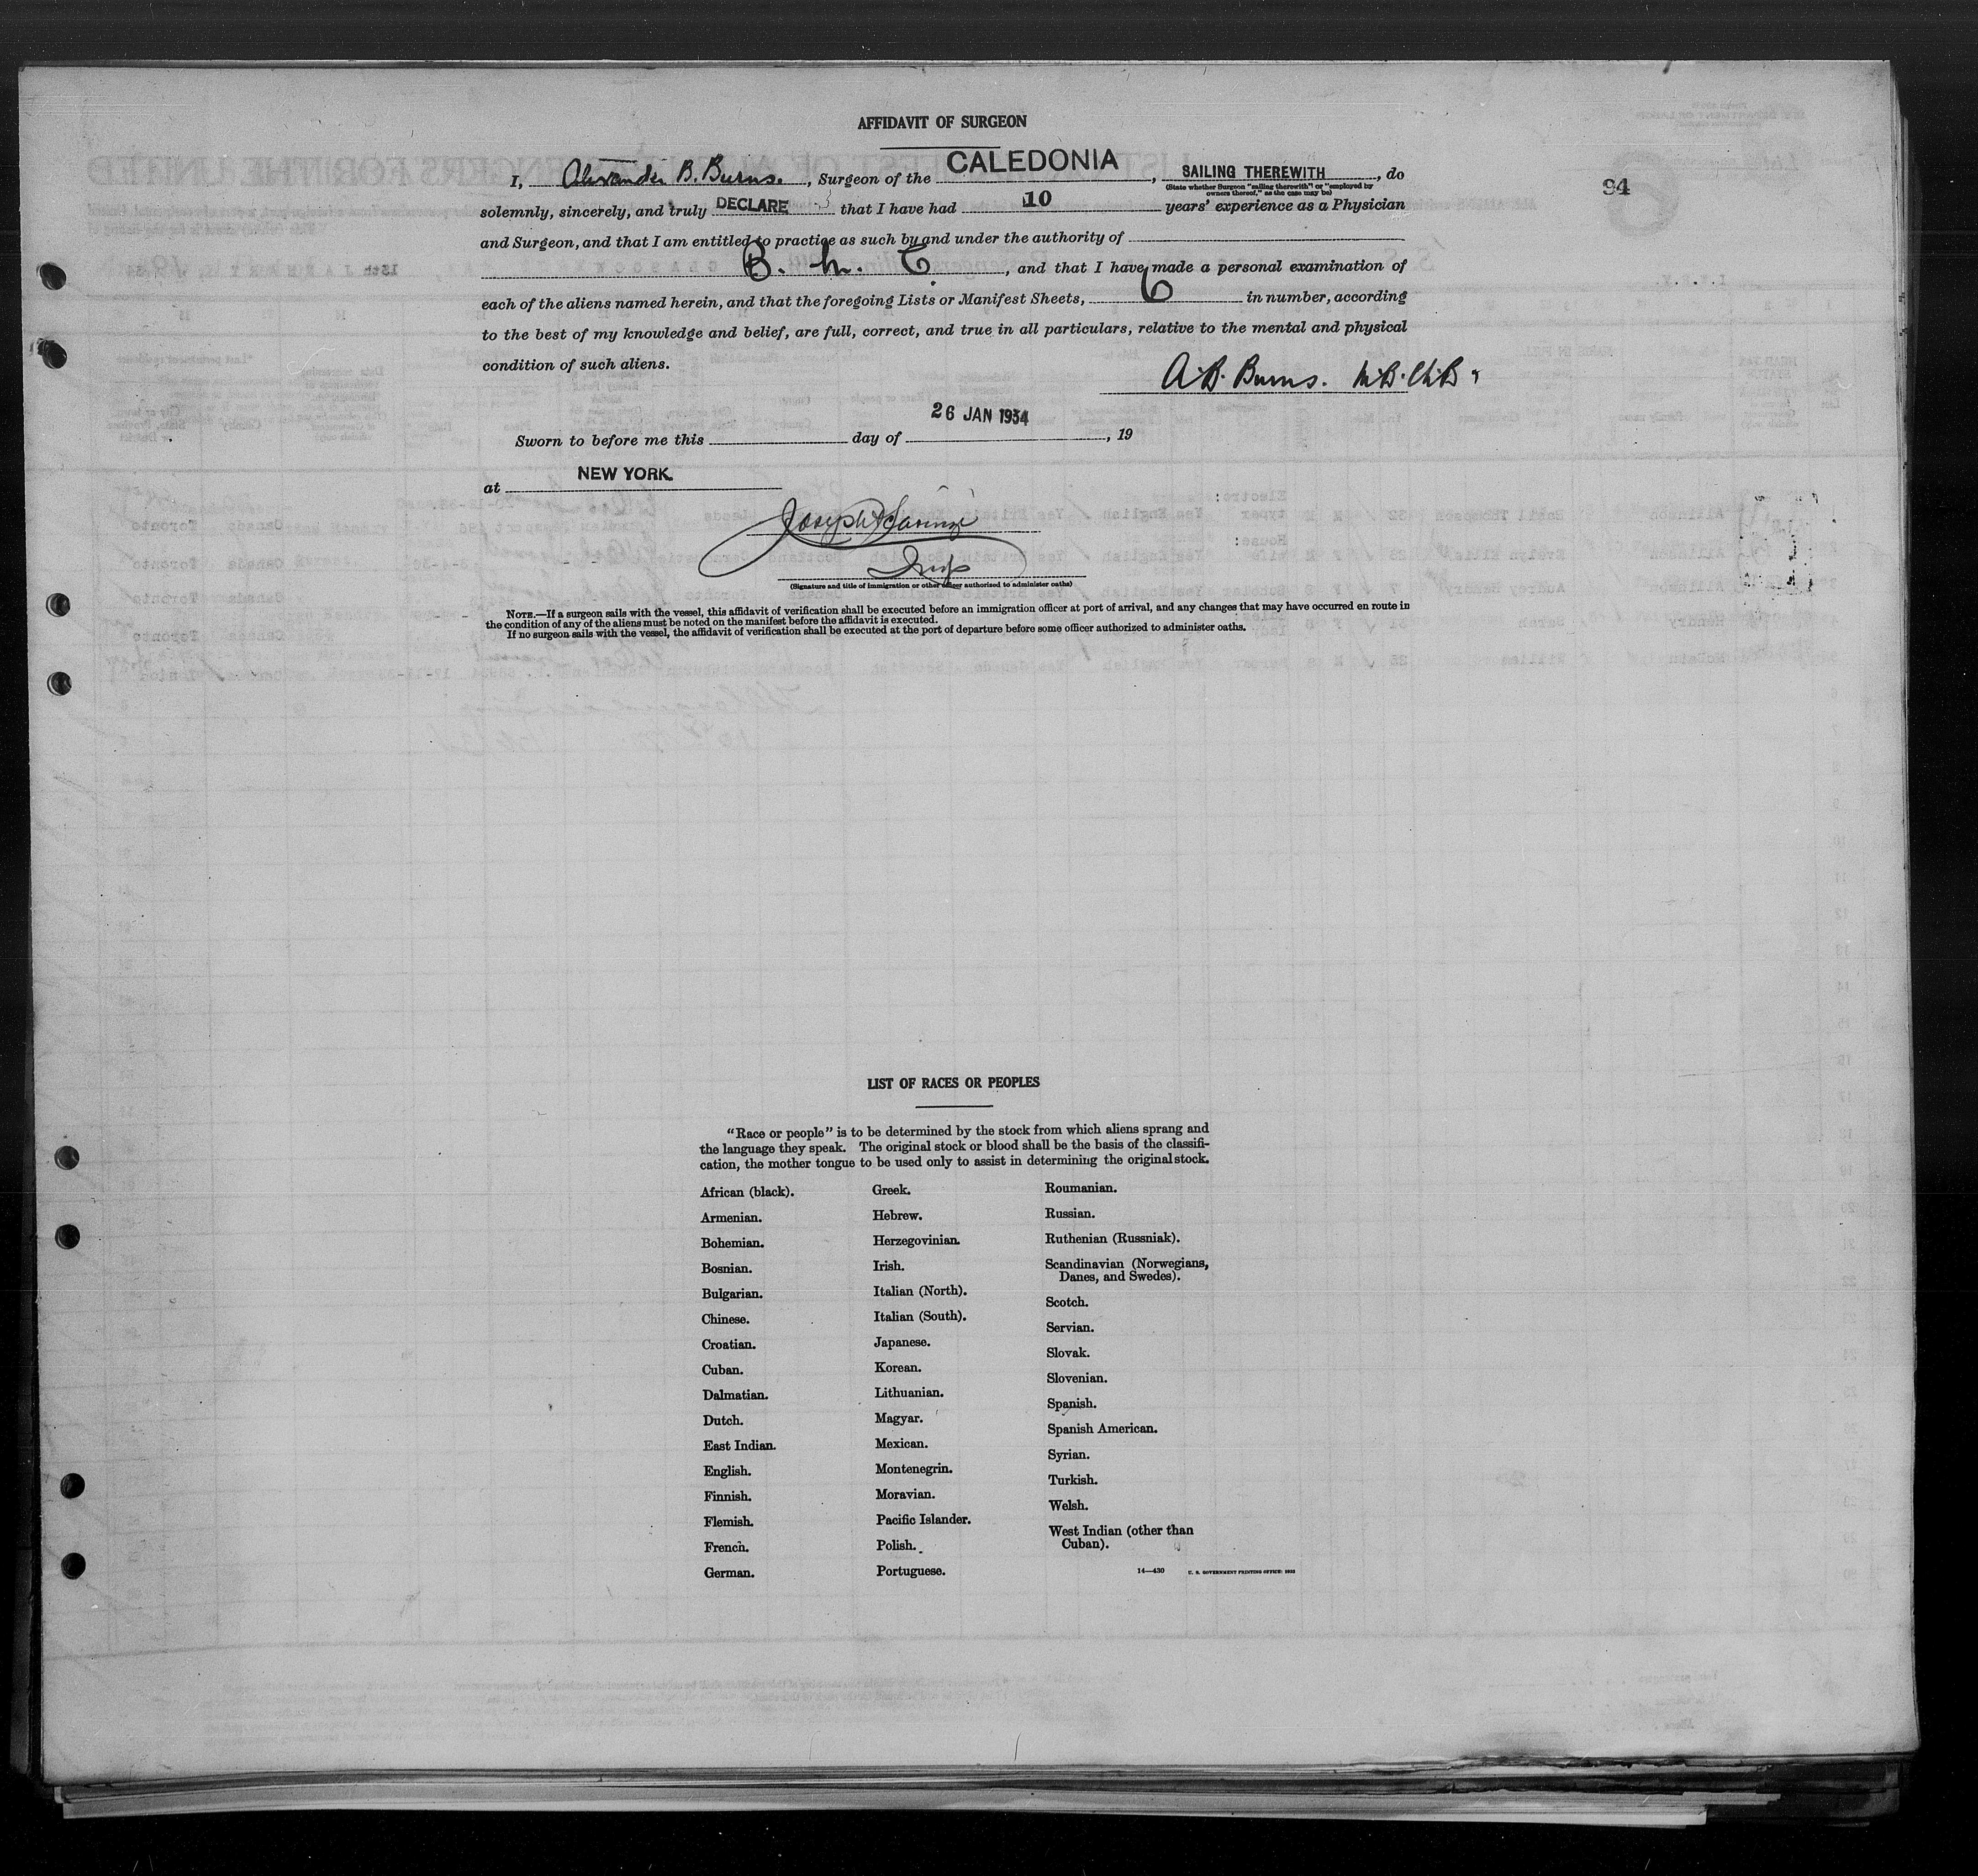 AFFIDAVIT OF SURGEON
I, Alexander B. Burns., Surgeon of the CALEDONIA, SAILING THEREWITH, do
(State whether Surgeon "sailing therewith" or "employed by owners thereof," as the case may be)
94
solemnly, sincerely, and truly DECLARE that I have had 10 years' experience as a Physician
and Surgeon, and that I am entitled to practice as such by and under the authority of
B. M. C., and that I have made a personal examination of
each of the aliens named herein, and that the foregoing Lists or Manifest Sheets, 6 in number, according
to the best of my knowledge and belief, are full, correct, and true in all particulars, relative to the mental and physical
condition of such aliens.
A.B. Burns. M.B. Ch.B.
26 JAN 1934
Sworn to before me this day of , 19
at NEW YORK.
Joseph
Insp
(Signature and title of immigration or other officer authorised to administer oaths)
NOTE.—If a surgeon sails with the vessel, this affidavit of verification shall be executed before an immigration officer at port of arrival, and any changes that may have occurred en route in
the condition of any of the aliens must be noted on the manifest before the affidavit is executed.
If no surgeon sails with the vessel, the affidavit of verification shall be executed at the port of departure before some officer authorized to administer oaths.
LIST OF RACES OR PEOPLES
"Race or people" is to be determined by the stock from which aliens sprang and
the language they speak. The original stock or blood shall be the basis of the classifi-
cation, the mother tongue to be used only to assist in determining the original stock.
African (black).
Armenian.
Bohemian.
Bosnian.
Bulgarian.
Chinese.
Croatian.
Cuban.
Dalmatian.
Dutch.
East Indian.
English.
Finnish.
Flemish.
French.
German.
Greek.
Hebrew.
Herzegovinian.
Irish.
Italian (North).
Italian (South).
Japanese.
Korean.
Lithuanian.
Magyar.
Mexican.
Montenegrin.
Moravian.
Pacific Islander.
Polish.
Portuguese.
Roumanian.
Russian.
Ruthenian (Russniak).
Scandinavian (Norwegians,
Danes, and Swedes).
Scotch.
Servian.
Slovak.
Slovenian.
Spanish.
Spanish American.
Syrian.
Turkish.
Welsh.
West Indian (other than
Cuban).
14—430 U. S. GOVERNMENT PRINTING OFFICE: